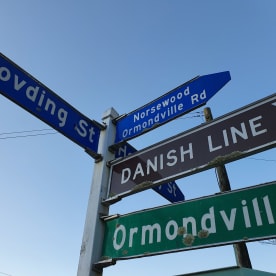 ovding St
Norsewood
Ormondville Rd
DANISH LINE
Ormondvill